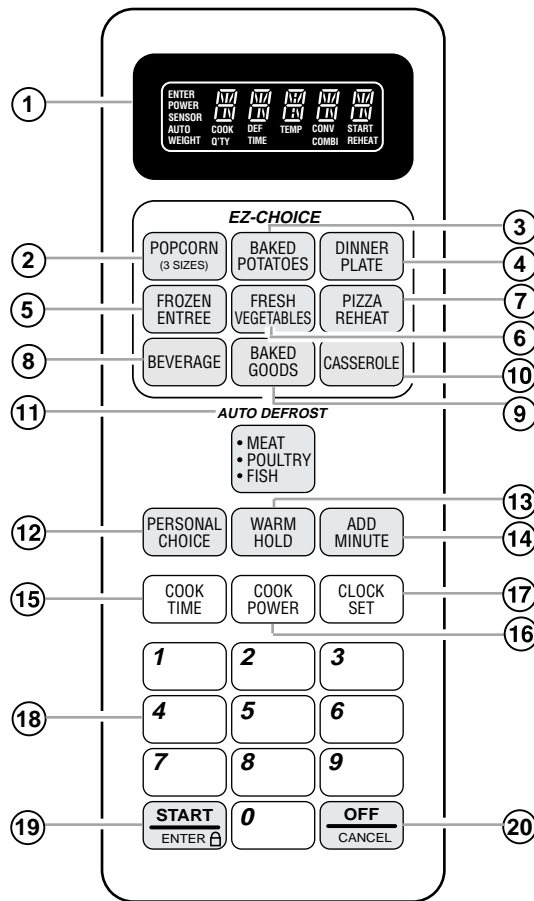 1
ENTER
POWER
SENSOR
AUTO COOK DEF TEMP CONV START
WEIGHT Q'TY TIME COMBI REHEAT
EZ-CHOICE
3
2
POPCORN
(3 SIZES)
BAKED
POTATOES
DINNER
PLATE
4
5
FROZEN
ENTREE
FRESH
VEGETABLES
PIZZA
REHEAT
7
6
8
BEVERAGE
BAKED
GOODS
CASSEROLE
10
9
11
AUTO DEFROST
• MEAT
• POULTRY
• FISH
13
12
PERSONAL
CHOICE
WARM
HOLD
ADD
MINUTE
14
15
COOK
TIME
COOK
POWER
CLOCK
SET
17
16
1 2 3
18
4 5 6
7 8 9
19
START
ENTER
0
OFF
CANCEL
20